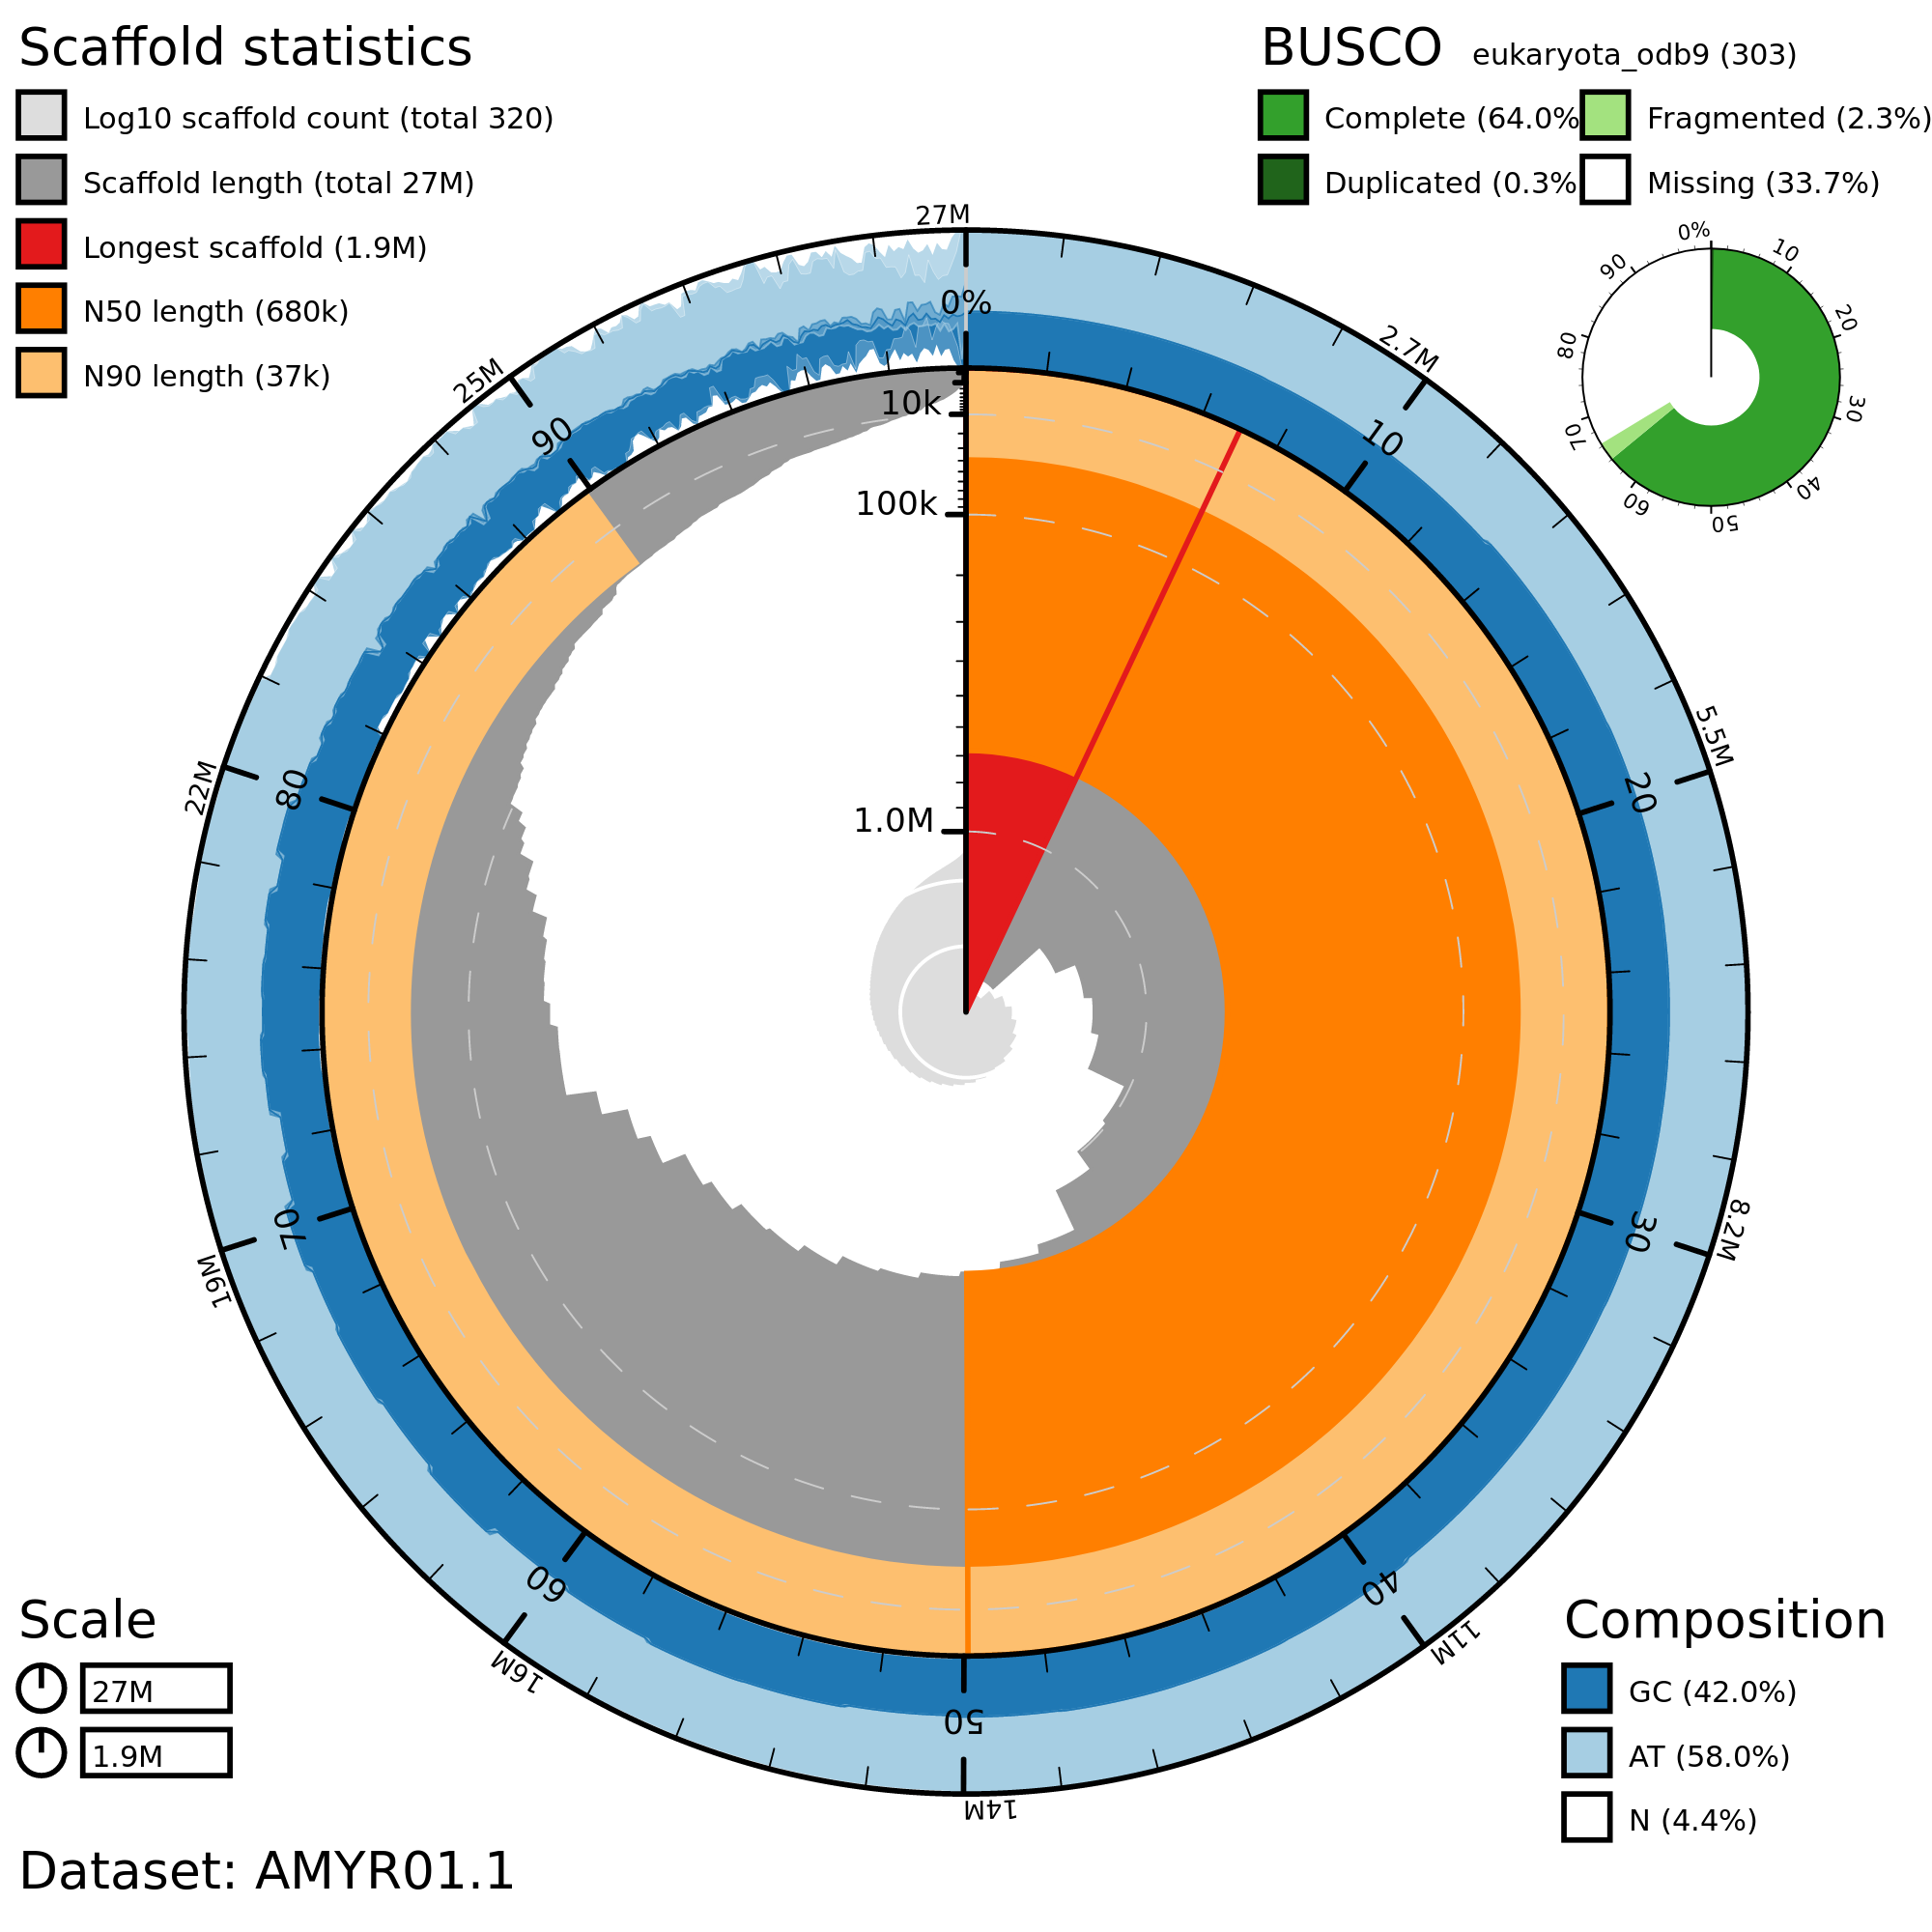 Scaffold statistics
Log10 scaffold count (total 320)
Scaffold length (total 27M)
Longest scaffold (1.9M)
N50 length (680k)
N90 length (37k)
BUSCO eukaryota_odb9 (303)
Complete (64.0%
Fragmented (2.3%)
Duplicated (0.3%
Missing (33.7%)
0%
10
20
30
40
50
60
70
80
90
27M
2.7M
5.5M
8.2M
11M
14M
16M
19M
22M
25M
0%
10
20
30
40
50
60
70
80
90
10k
100k
1.0M
Scale
27M
1.9M
Composition
GC (42.0%)
AT (58.0%)
N (4.4%)
Dataset: AMYR01.1